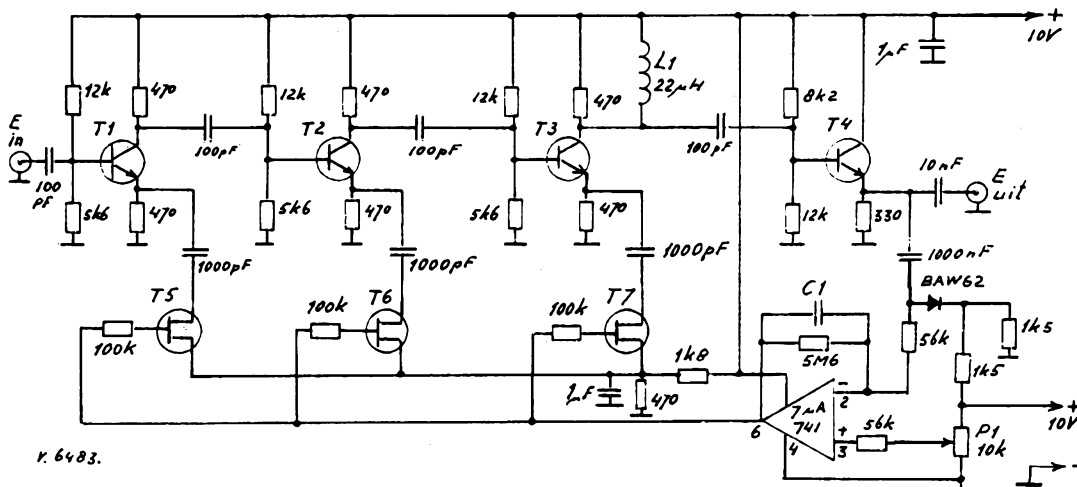 +
10V
L1
22µH
1µF
12k
470
12k
470
12k
470
8k2
E
in
T1
T2
T3
T4
100pF
100pF
100pF
10nF
E
uit
100
pF
5k6
470
5k6
470
5k6
470
12k
330
1000pF
1000pF
1000pF
1000nF
BAW62
T5
T6
T7
C1
100k
100k
100k
1k8
5M6
56k
1k5
1k5
1µF
470
7
µA
741
-
2
+
10V
6
4
+
3
56k
P1
10k
-
V. 6483.